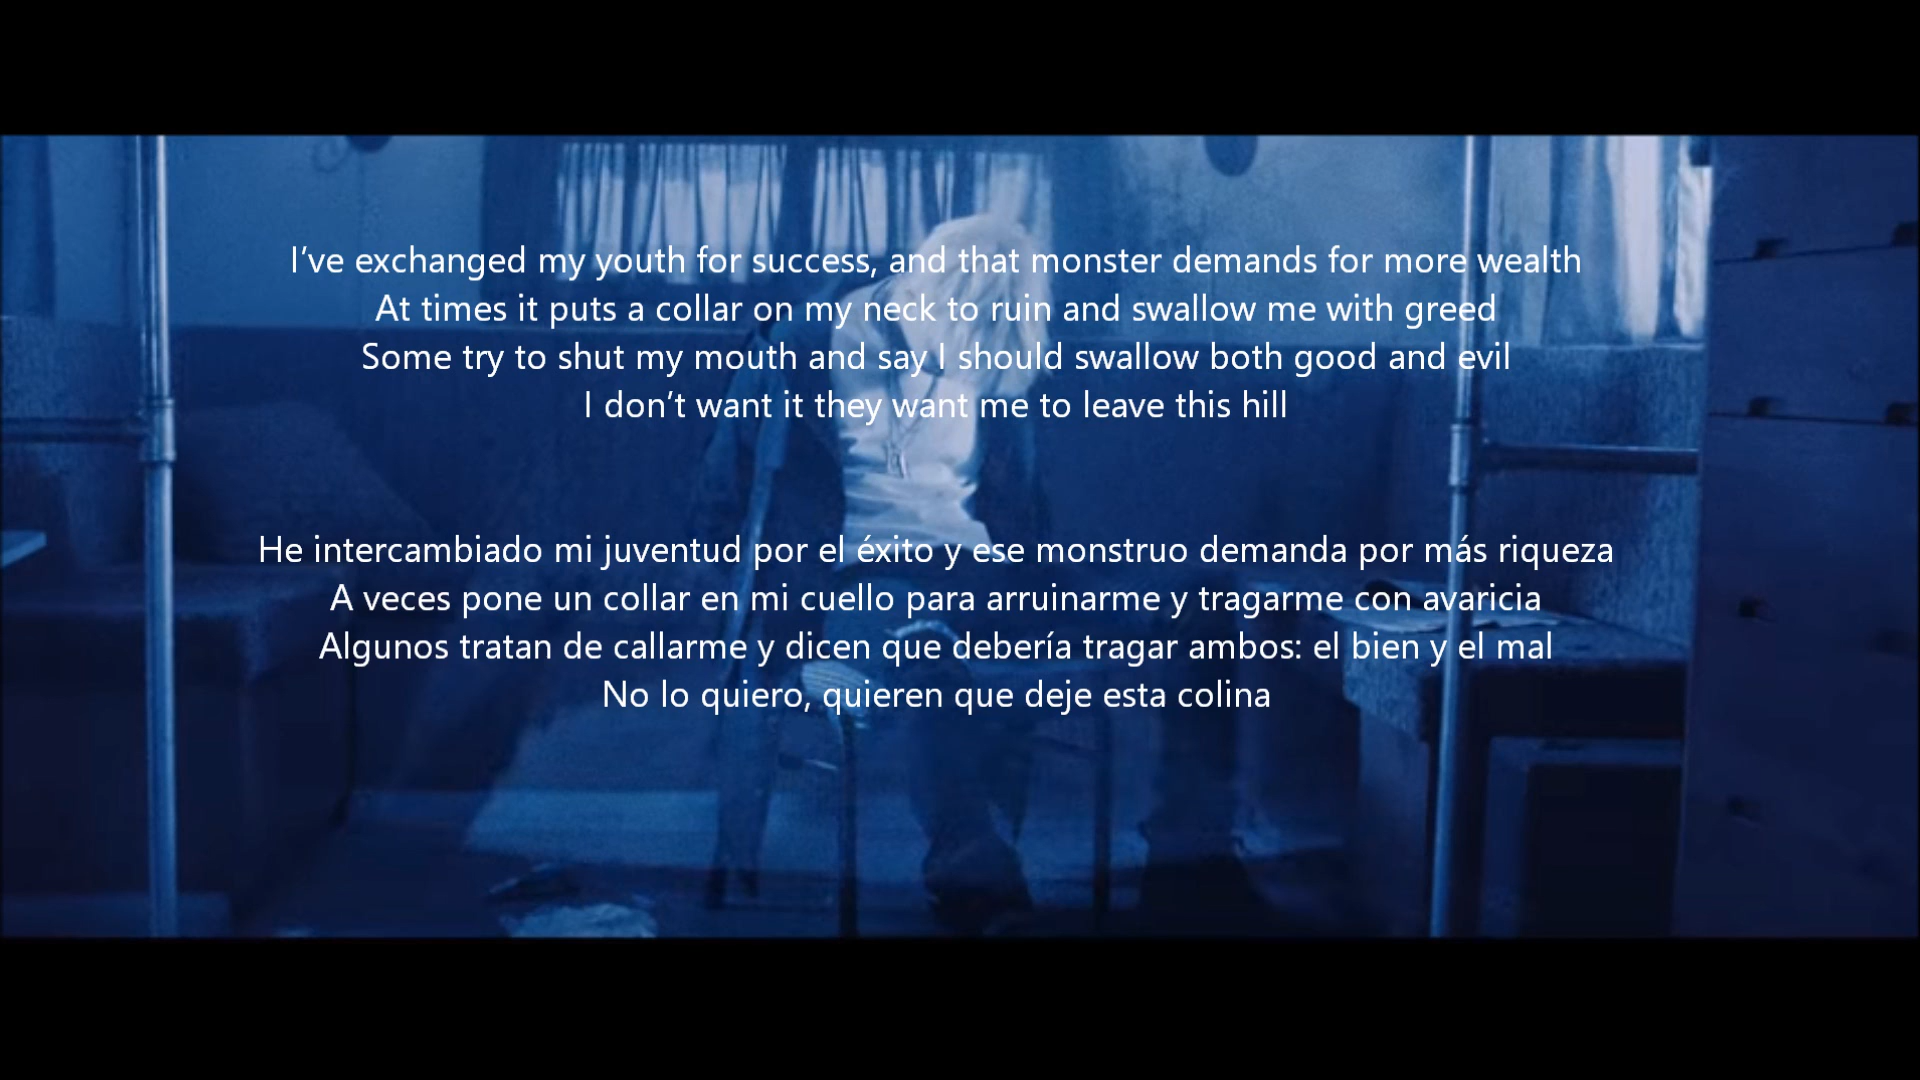 I’ve exchanged my youth for success, and that monster demands for more wealth
At times it puts a collar on my neck to ruin and swallow me with greed
Some try to shut my mouth and say I should swallow both good and evil
I don’t want it they want me to leave this hill
He intercambiado mi juventud por el éxito y ese monstruo demanda por más riqueza
A veces pone un collar en mi cuello para arruinarme y tragarme con avaricia
Algunos tratan de callarme y dicen que debería tragar ambos: el bien y el mal
No lo quiero, quieren que deje esta colina